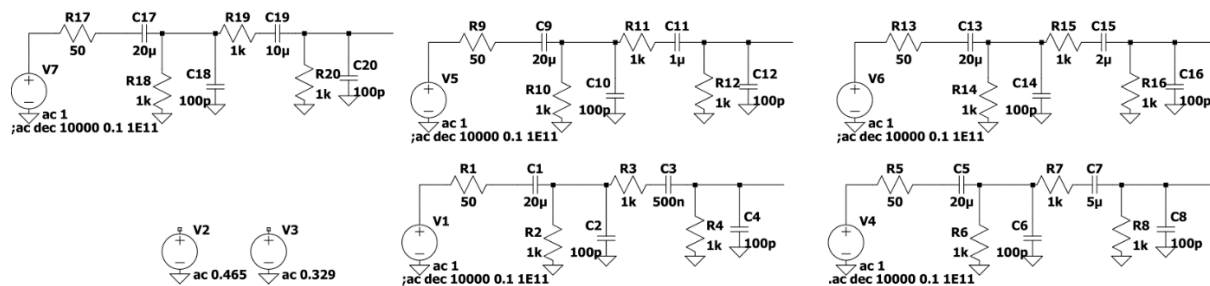 R17
C17
R19
C19
50
20µ
1k
10µ
V7
R18
C18
R20
C20
1k
100p
1k
100p
ac 1
;ac dec 10000 0.1 1E11
R9
C9
R11
C11
50
20µ
1k
1µ
V5
R10
C10
R12
C12
1k
100p
1k
100p
ac 1
;ac dec 10000 0.1 1E11
R13
C13
R15
C15
50
20µ
1k
2µ
V6
R14
C14
R16
C16
1k
100p
1k
100p
ac 1
;ac dec 10000 0.1 1E11
V2
V3
ac 0.465
ac 0.329
R1
C1
R3
C3
50
20µ
1k
500n
V1
R2
C2
R4
C4
1k
100p
1k
100p
ac 1
;ac dec 10000 0.1 1E11
R5
C5
R7
C7
50
20µ
1k
5µ
V4
R6
C6
R8
C8
1k
100p
1k
100p
ac 1
.ac dec 10000 0.1 1E11